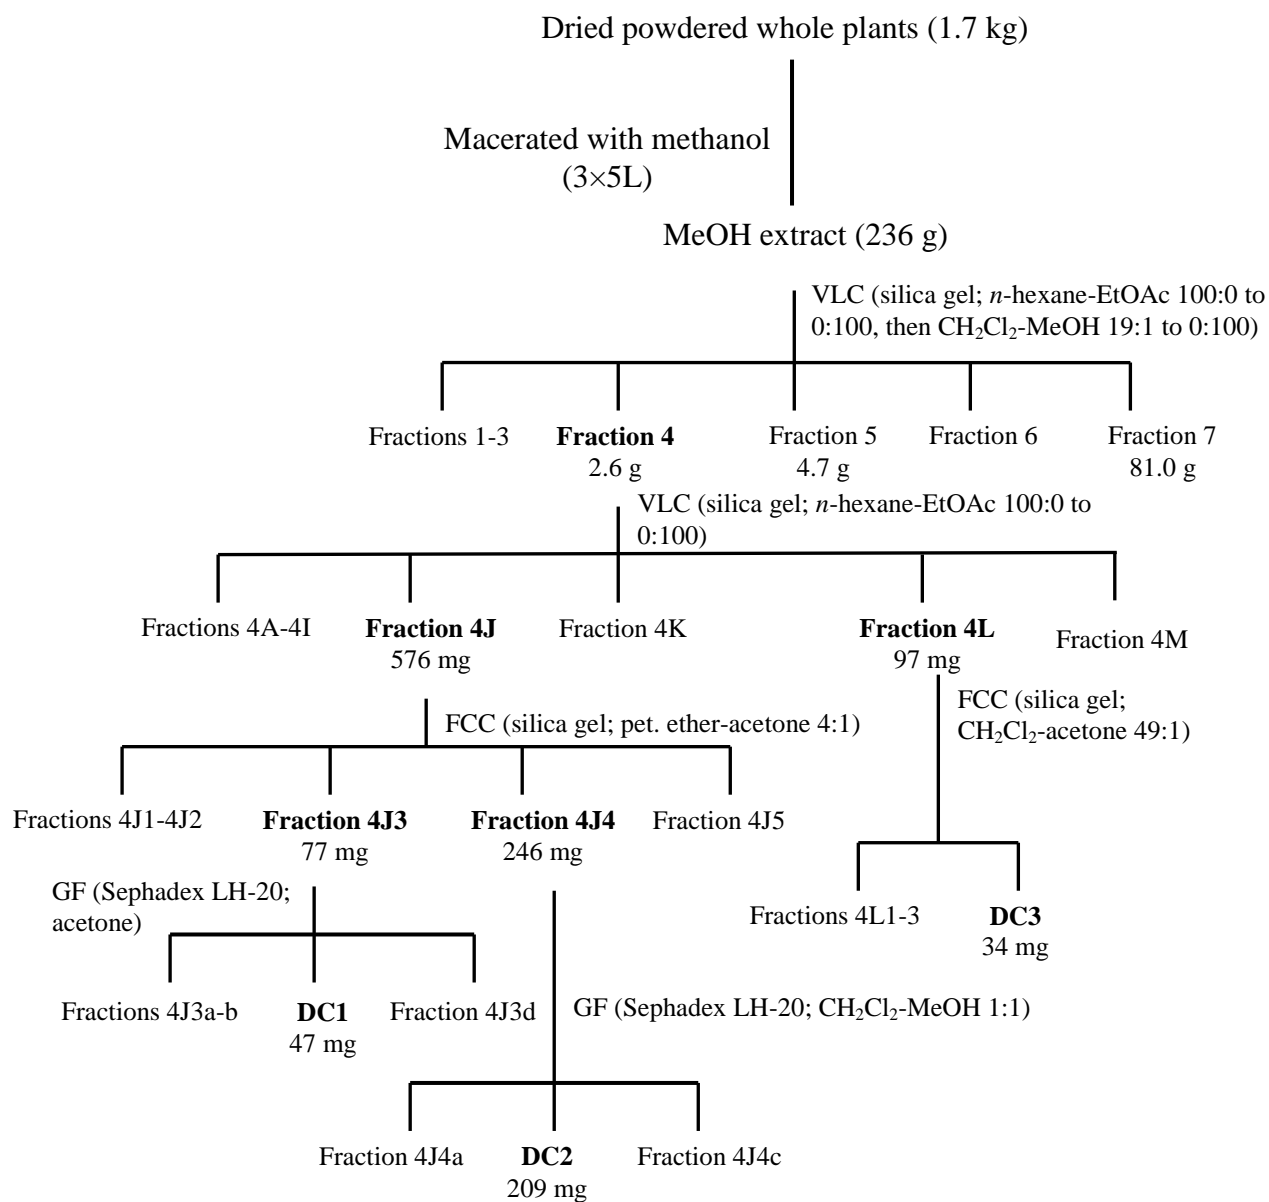 Dried powdered whole plants (1.7 kg)
Macerated with methanol
(3×5L)
MeOH extract (236 g)
VLC (silica gel; n-hexane-EtOAc 100:0 to
0:100, then CH₂Cl₂-MeOH 19:1 to 0:100)
Fractions 1-3
Fraction 4
2.6 g
Fraction 5
4.7 g
Fraction 6
Fraction 7
81.0 g
VLC (silica gel; n-hexane-EtOAc 100:0 to
0:100)
Fractions 4A-4I
Fraction 4J
576 mg
Fraction 4K
Fraction 4L
97 mg
Fraction 4M
FCC (silica gel; pet. ether-acetone 4:1)
FCC (silica gel;
CH₂Cl₂-acetone 49:1)
Fractions 4J1-4J2
Fraction 4J3
77 mg
Fraction 4J4
246 mg
Fraction 4J5
GF (Sephadex LH-20;
acetone)
Fractions 4L1-3
DC3
34 mg
Fractions 4J3a-b
DC1
47 mg
Fraction 4J3d
GF (Sephadex LH-20; CH₂Cl₂-MeOH 1:1)
Fraction 4J4a
DC2
209 mg
Fraction 4J4c